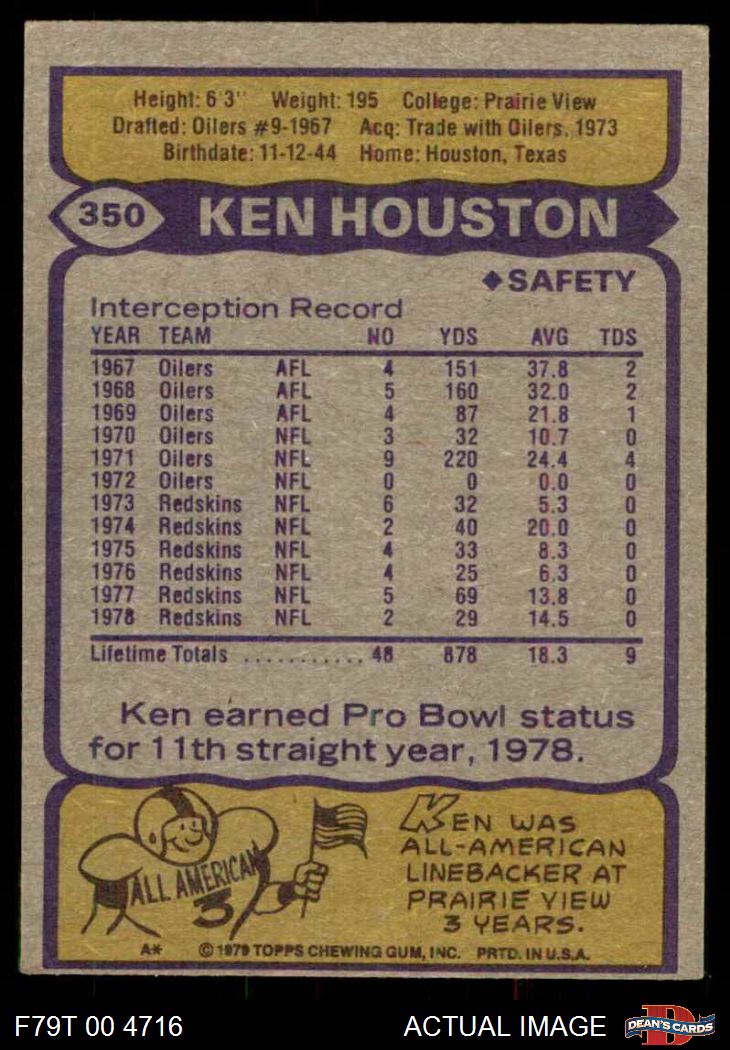 Height: 6'3" Weight: 195 College: Prairie View
Drafted: Oilers #9-1967 Acq: Trade with Oilers, 1973
Birthdate: 11-12-44 Home: Houston, Texas
350 KEN HOUSTON
◆SAFETY
Interception Record
YEAR TEAM NO YDS AVG TDS
1967 Oilers AFL 4 151 37.8 2
1968 Oilers AFL 5 160 32.0 2
1969 Oilers AFL 4 87 21.8 1
1970 Oilers NFL 3 32 10.7 0
1971 Oilers NFL 9 220 24.4 4
1972 Oilers NFL 0 0 0.0 0
1973 Redskins NFL 6 32 5.3 0
1974 Redskins NFL 2 40 20.0 0
1975 Redskins NFL 4 33 8.3 0
1976 Redskins NFL 4 25 6.3 0
1977 Redskins NFL 5 69 13.8 0
1978 Redskins NFL 2 29 14.5 0
Lifetime Totals ............ 48 878 18.3 9
Ken earned Pro Bowl status
for 11th straight year, 1978.
ALL AMERICAN
3
KEN WAS
ALL-AMERICAN
LINEBACKER AT
PRAIRIE VIEW
3 YEARS.
A* © 1979 TOPPS CHEWING GUM, INC. PRTD. IN U.S.A.
F79T 00 4716 ACTUAL IMAGE
D
DEAN'S CARDS